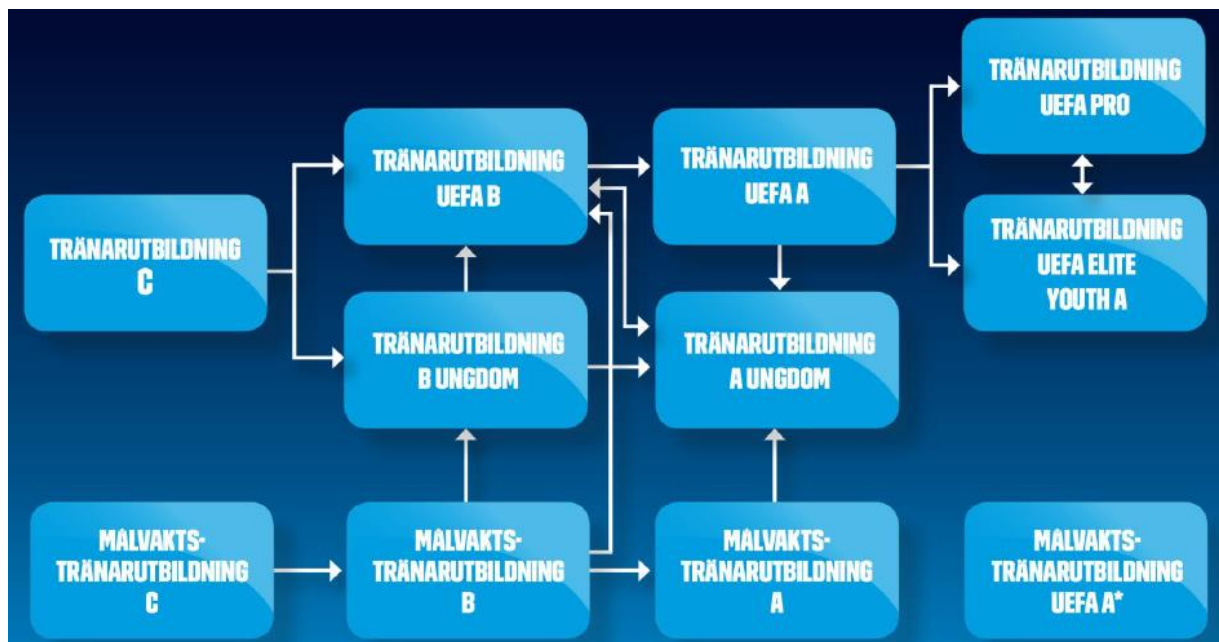 TRÄNARUTBILDNING
UEFA PRO
TRÄNARUTBILDNING
UEFA B
TRÄNARUTBILDNING
UEFA A
TRÄNARUTBILDNING
C
TRÄNARUTBILDNING
UEFA ELITE
YOUTH A
TRÄNARUTBILDNING
B UNGDOM
TRÄNARUTBILDNING
A UNGDOM
MÅLVAKTS-
TRÄNARUTBILDNING
C
MÅLVAKTS-
TRÄNARUTBILDNING
B
MÅLVAKTS-
TRÄNARUTBILDNING
A
MÅLVAKTS-
TRÄNARUTBILDNING
UEFA A*